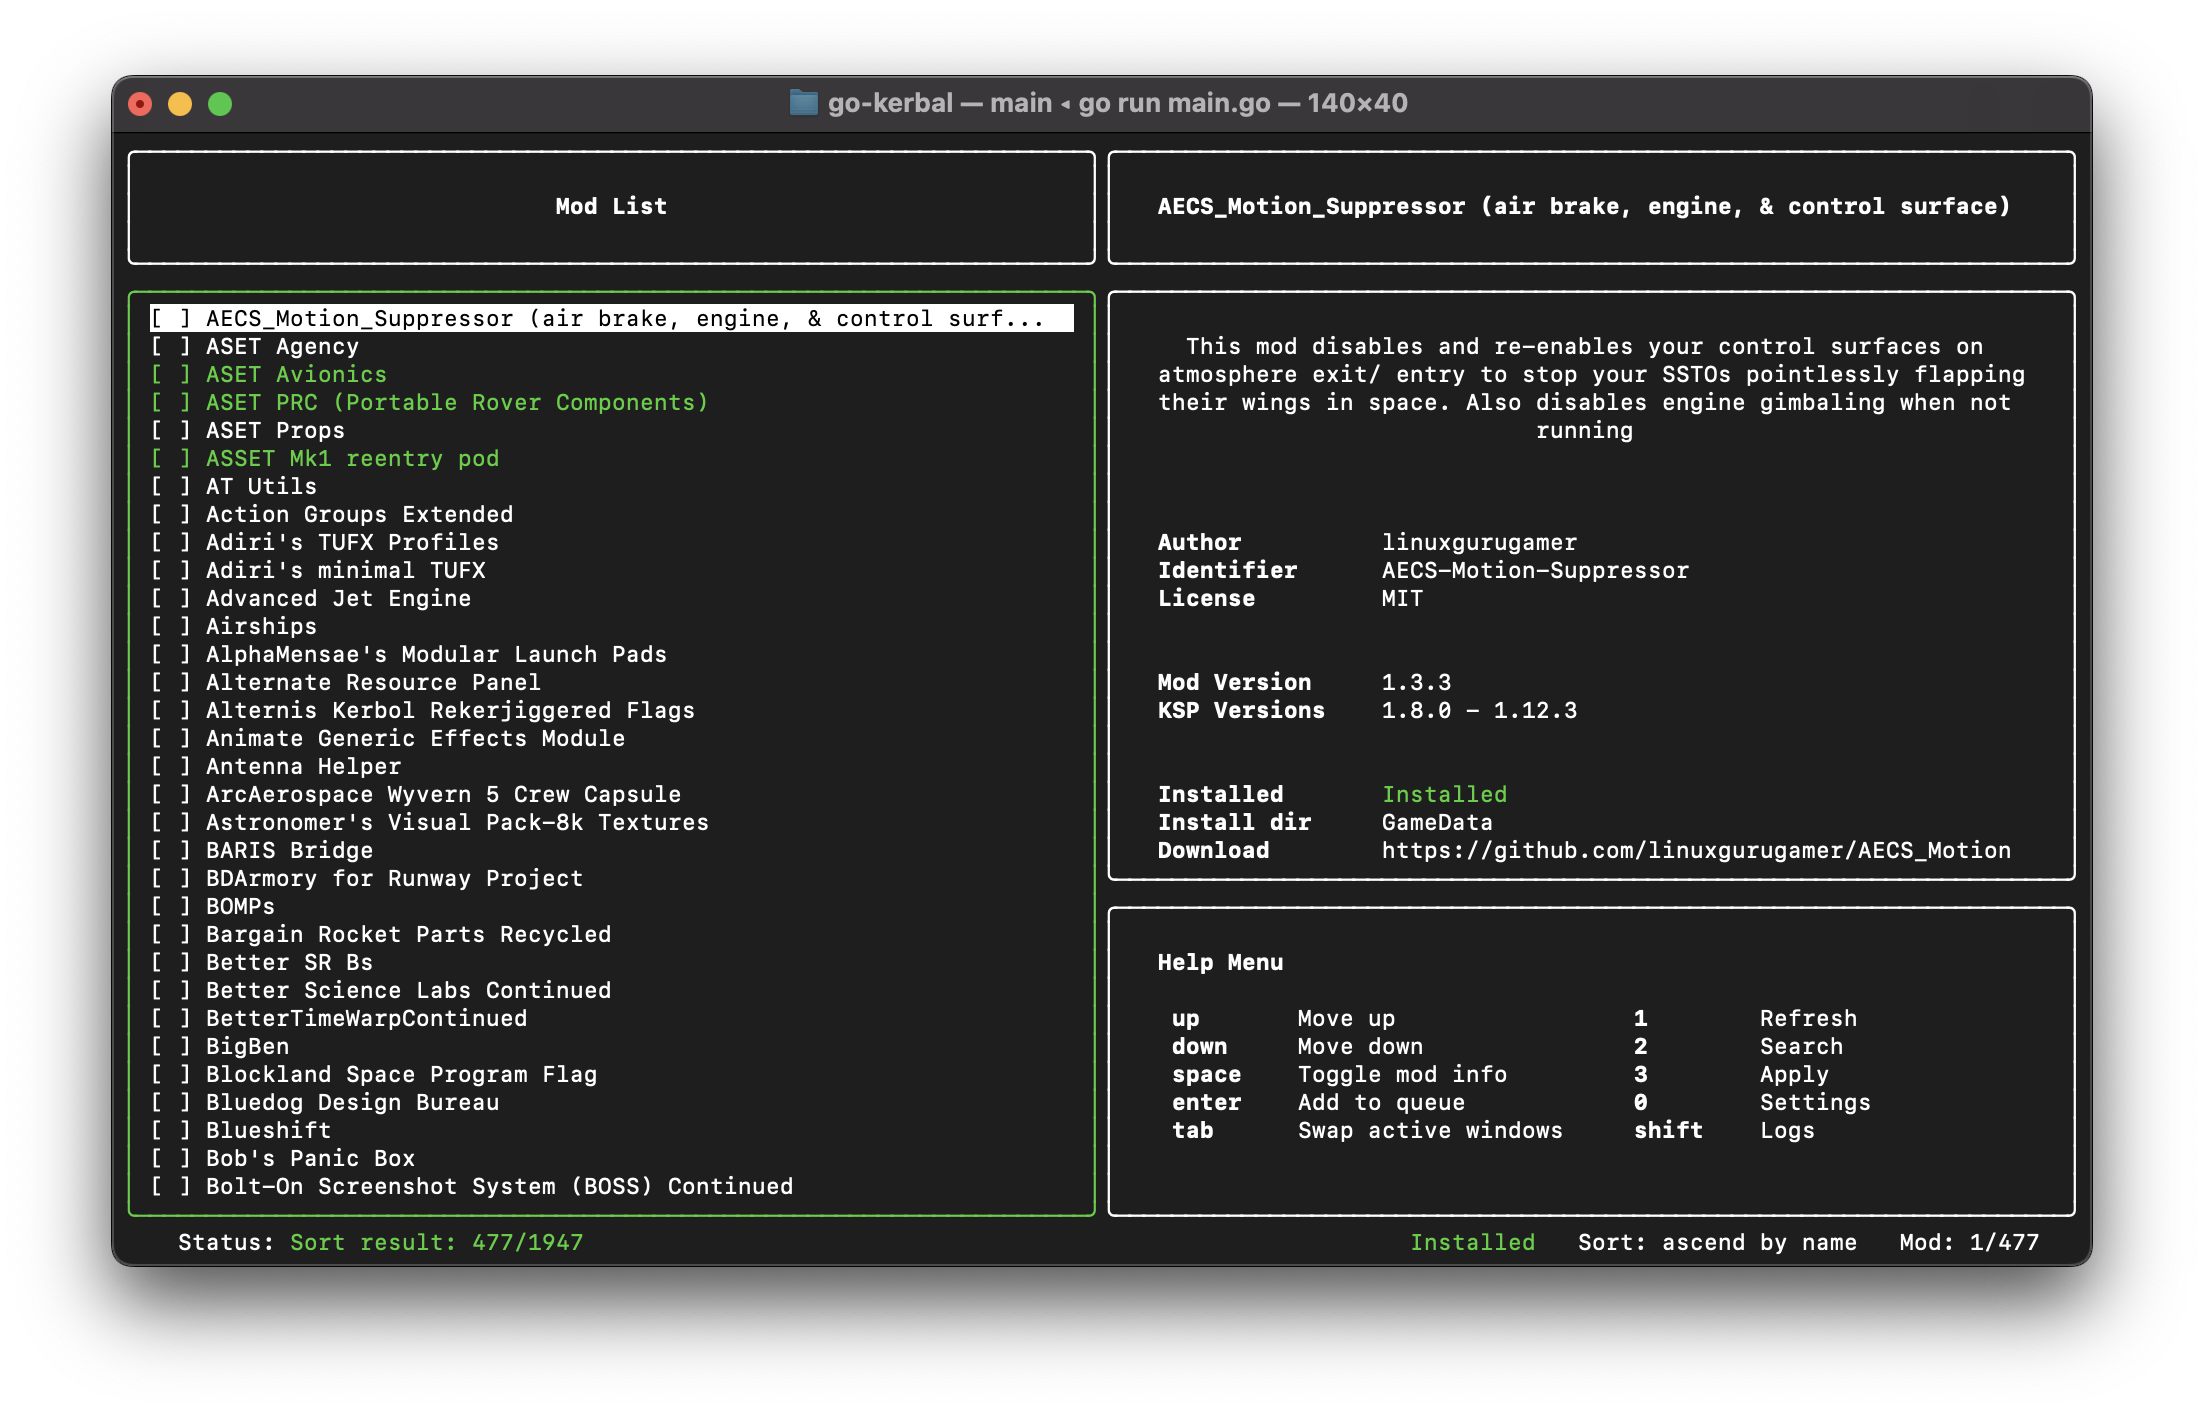 go-kerbal — main ◂ go run main.go — 140×40
Mod List
[ ] AECS_Motion_Suppressor (air brake, engine, & control surf...
[ ] ASET Agency
[ ] ASET Avionics
[ ] ASET PRC (Portable Rover Components)
[ ] ASET Props
[ ] ASSET Mk1 reentry pod
[ ] AT Utils
[ ] Action Groups Extended
[ ] Adiri's TUFX Profiles
[ ] Adiri's minimal TUFX
[ ] Advanced Jet Engine
[ ] Airships
[ ] AlphaMensae's Modular Launch Pads
[ ] Alternate Resource Panel
[ ] Alternis Kerbol Rekerjiggered Flags
[ ] Animate Generic Effects Module
[ ] Antenna Helper
[ ] ArcAerospace Wyvern 5 Crew Capsule
[ ] Astronomer's Visual Pack-8k Textures
[ ] BARIS Bridge
[ ] BDArmory for Runway Project
[ ] BOMPs
[ ] Bargain Rocket Parts Recycled
[ ] Better SR Bs
[ ] Better Science Labs Continued
[ ] BetterTimeWarpContinued
[ ] BigBen
[ ] Blockland Space Program Flag
[ ] Bluedog Design Bureau
[ ] Blueshift
[ ] Bob's Panic Box
[ ] Bolt-On Screenshot System (BOSS) Continued
AECS_Motion_Suppressor (air brake, engine, & control surface)
This mod disables and re-enables your control surfaces on
atmosphere exit/ entry to stop your SSTOs pointlessly flapping
their wings in space. Also disables engine gimbaling when not
running
Author linuxgurugamer
Identifier AECS-Motion-Suppressor
License MIT
Mod Version 1.3.3
KSP Versions 1.8.0 - 1.12.3
Installed Installed
Install dir GameData
Download https://github.com/linuxgurugamer/AECS_Motion
Help Menu
up Move up 1 Refresh
down Move down 2 Search
space Toggle mod info 3 Apply
enter Add to queue 0 Settings
tab Swap active windows shift Logs
Status: Sort result: 477/1947 Installed Sort: ascend by name Mod: 1/477